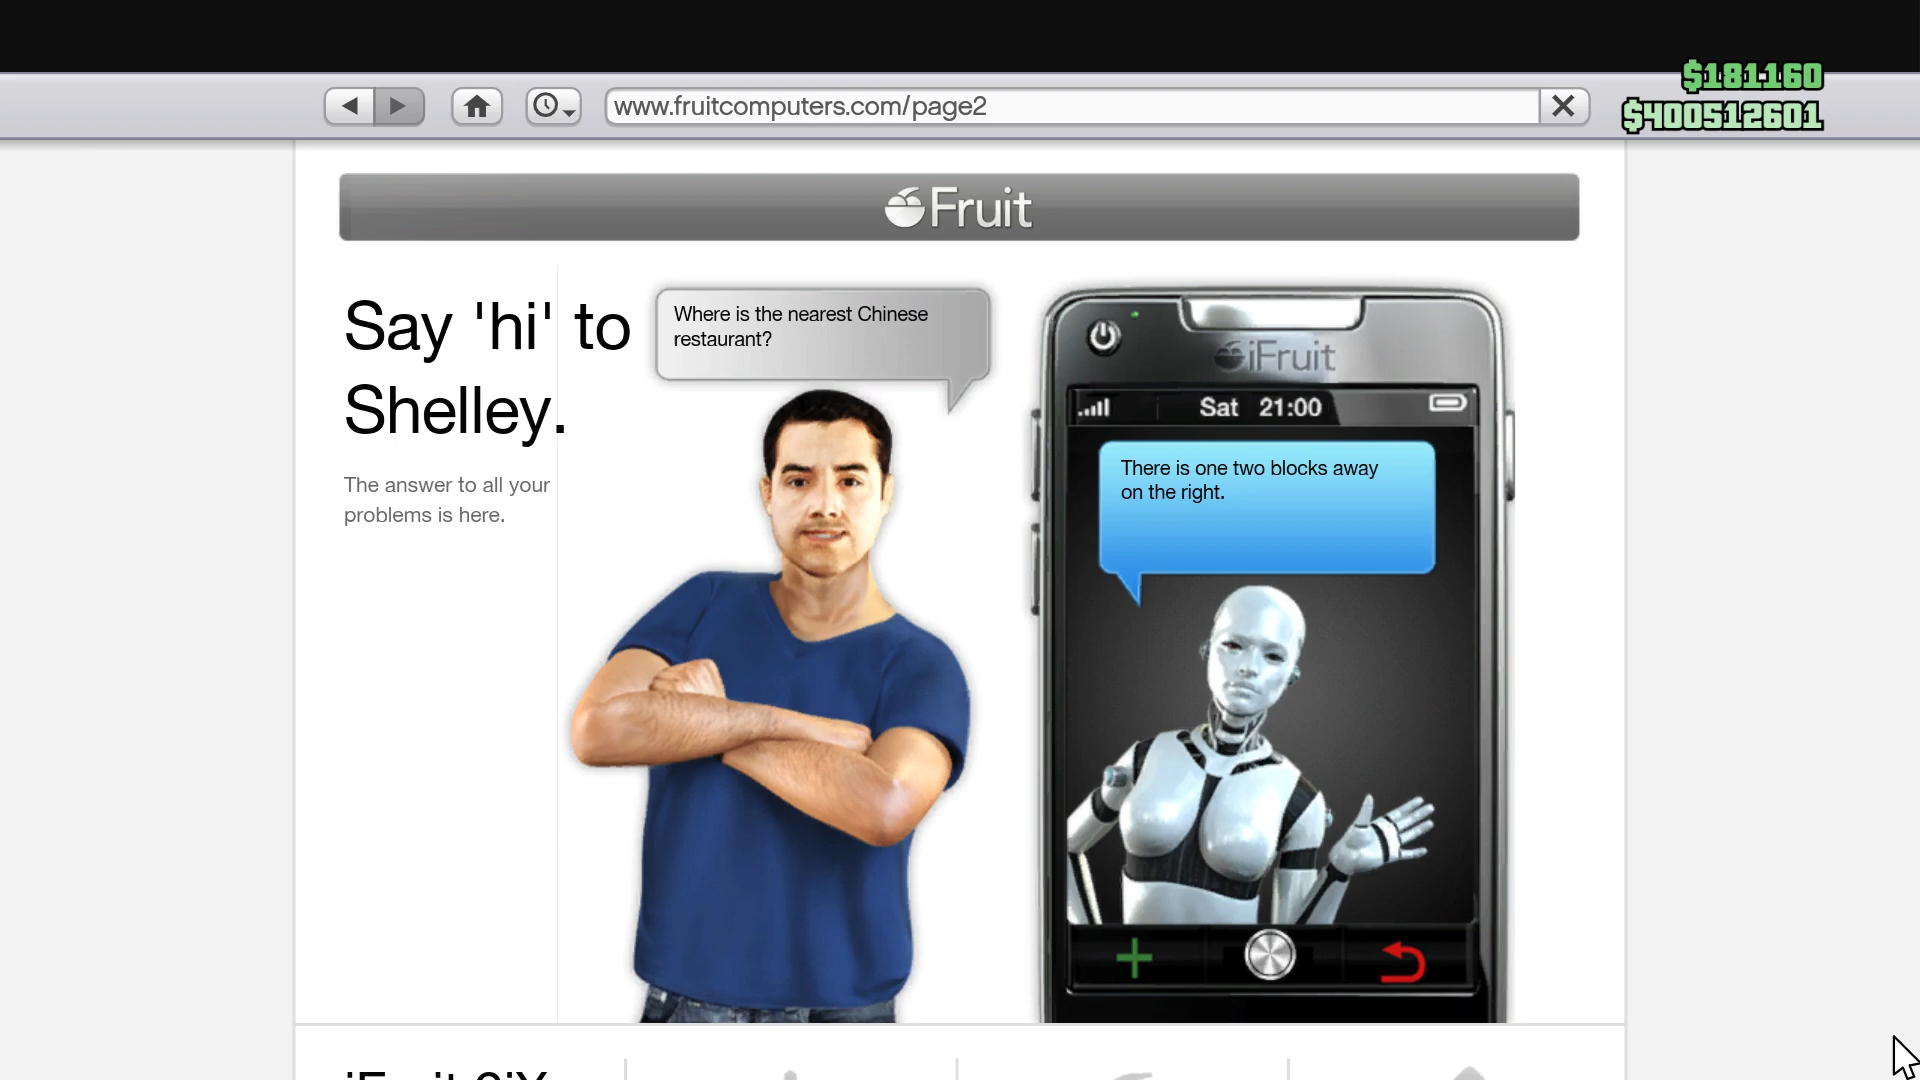 $181160
www.fruitcomputers.com/page2
$400512601
Fruit
Say 'hi' to
Shelley.
The answer to all your
problems is here.
Where is the nearest Chinese
restaurant?
iFruit
Sat 21:00
There is one two blocks away
on the right.